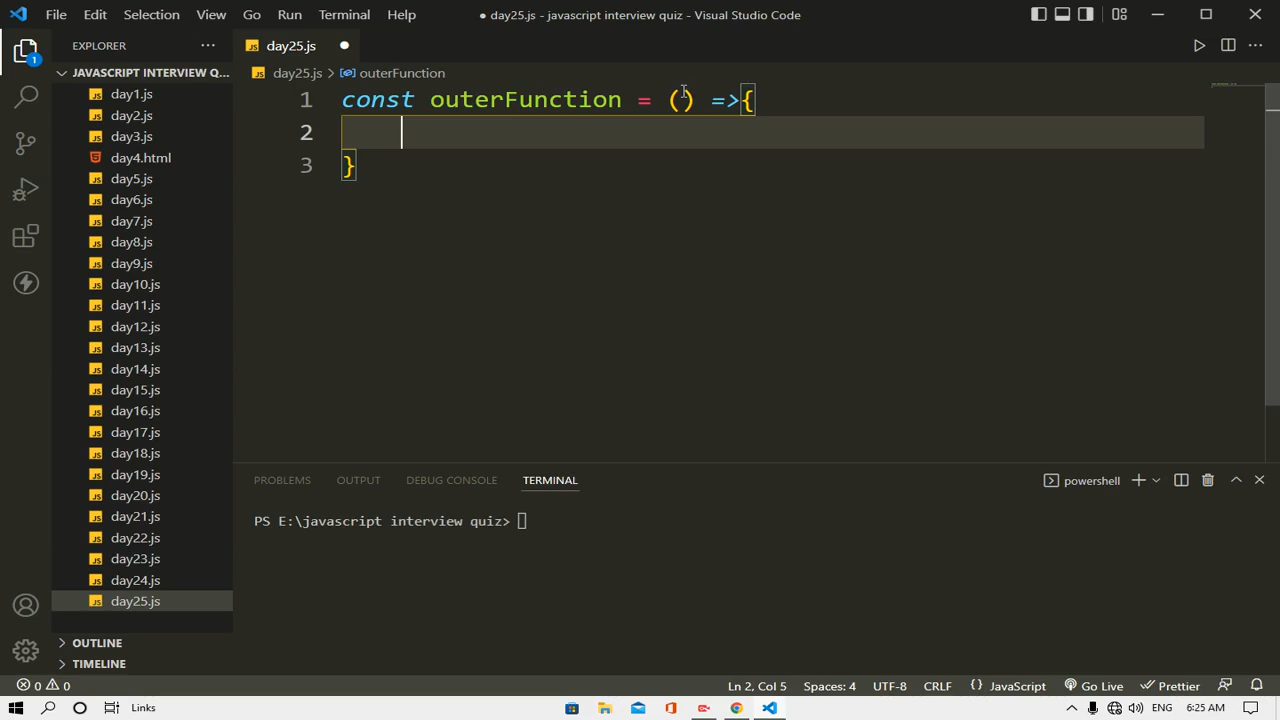 File Edit Selection View Go Run Terminal Help
● day25.js - javascript interview quiz - Visual Studio Code
EXPLORER
JAVASCRIPT INTERVIEW Q...
day1.js
day2.js
day3.js
day4.html
day5.js
day6.js
day7.js
day8.js
day9.js
day10.js
day11.js
day12.js
day13.js
day14.js
day15.js
day16.js
day17.js
day18.js
day19.js
day20.js
day21.js
day22.js
day23.js
day24.js
day25.js
OUTLINE
TIMELINE
1
JS day25.js
JS day25.js > outerFunction
1 const outerFunction = () =>{
2
3 }
PROBLEMS OUTPUT DEBUG CONSOLE TERMINAL
powershell
PS E:\javascript interview quiz>
0 0
Ln 2, Col 5 Spaces: 4 UTF-8 CRLF {} JavaScript Go Live Prettier
Links
ENG 6:25 AM